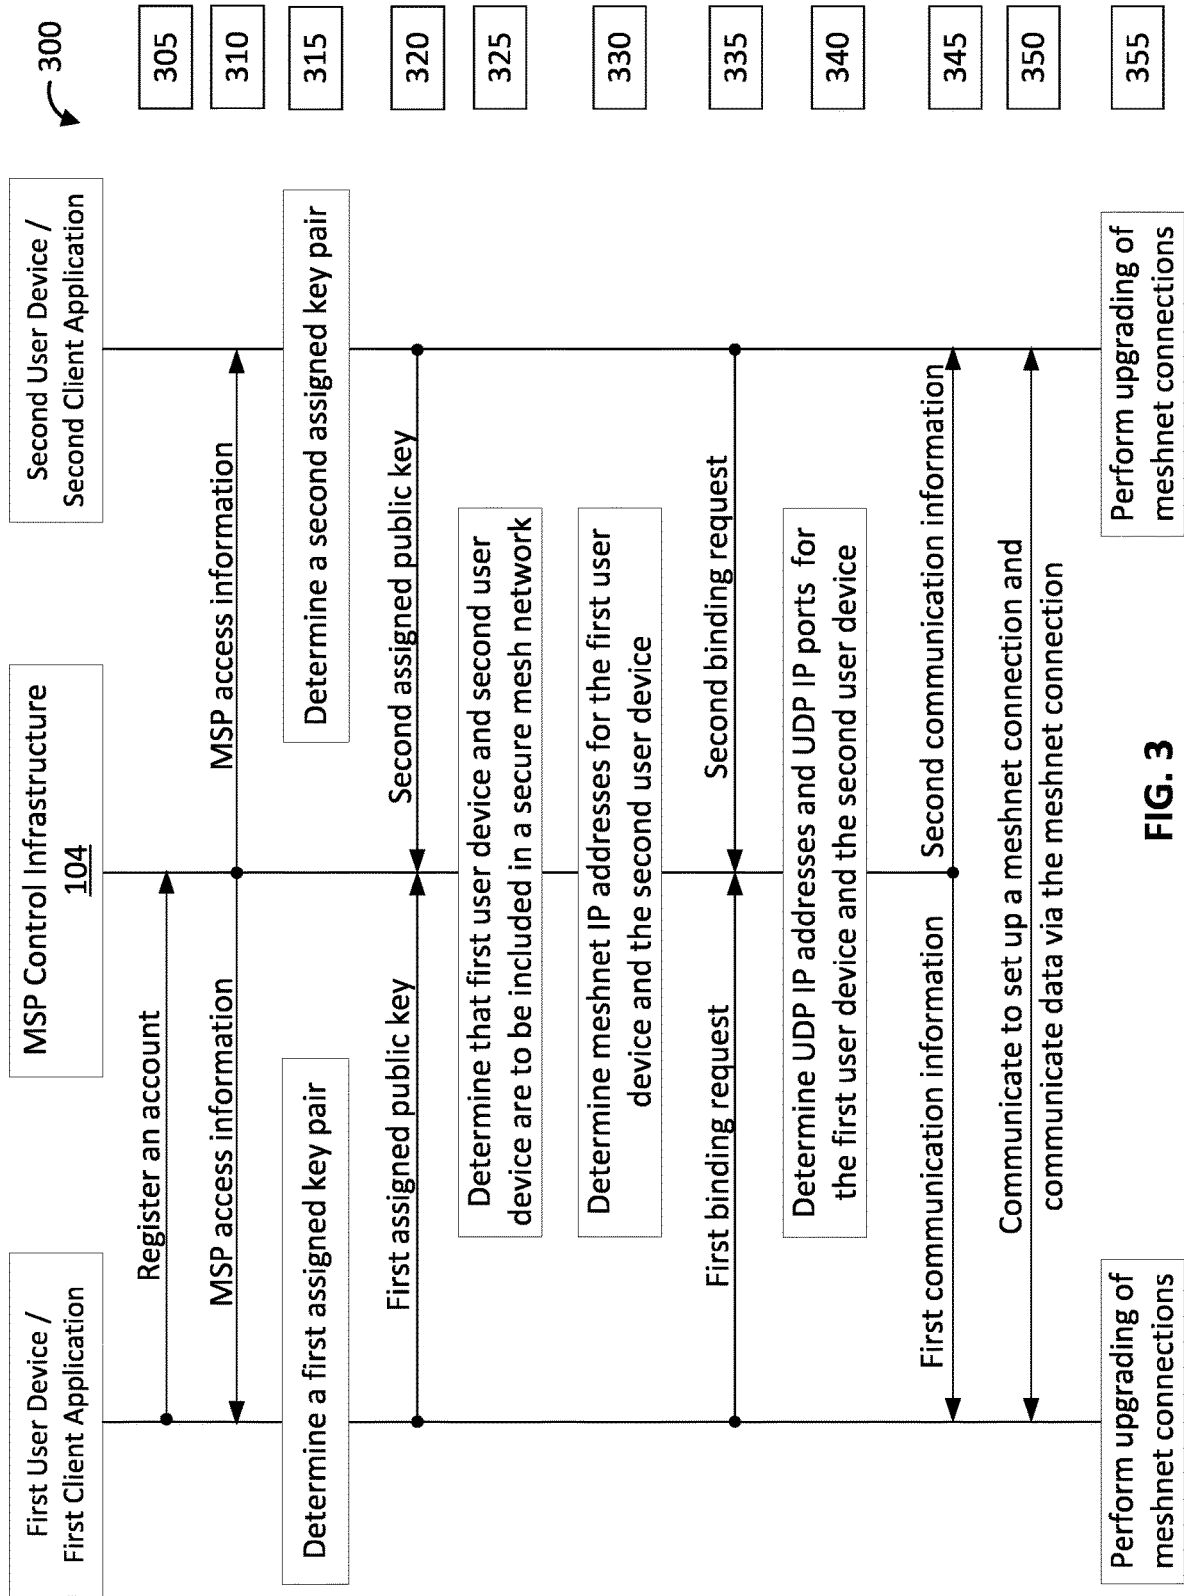 300
First User Device /
First Client Application
MSP Control Infrastructure
104
Second User Device /
Second Client Application
Register an account
305
MSP access information
MSP access information
310
Determine a first assigned key pair
Determine a second assigned key pair
315
First assigned public key
Second assigned public key
320
Determine that first user device and second user
device are to be included in a secure mesh network
325
Determine meshnet IP addresses for the first user
device and the second user device
330
First binding request
Second binding request
335
Determine UDP IP addresses and UDP IP ports for
the first user device and the second user device
340
First communication information
Second communication information
345
Communicate to set up a meshnet connection and
communicate data via the meshnet connection
350
Perform upgrading of
meshnet connections
Perform upgrading of
meshnet connections
355
FIG. 3